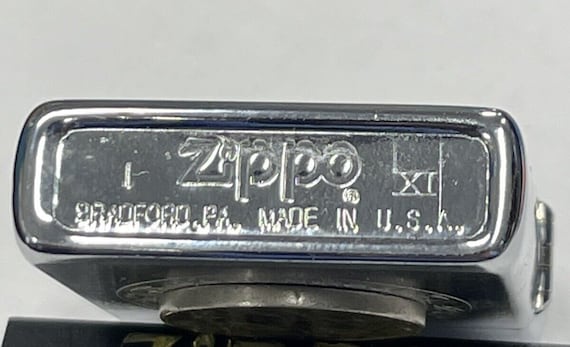 I Zippo ® XI
BRADFORD, PA. MADE IN U.S.A.